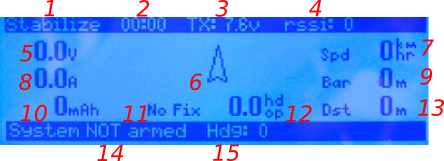 1 2 3 4
Stabilize 00:00 TX: 7.6v rssi: 0
5 0.0v 6 Spd 0km/hr 7
8 0.0A Bar 0m 9
10 0mAh 11 No Fix 0.0hdop 12 Dst 0m 13
System NOT armed Hdg: 0
14 15